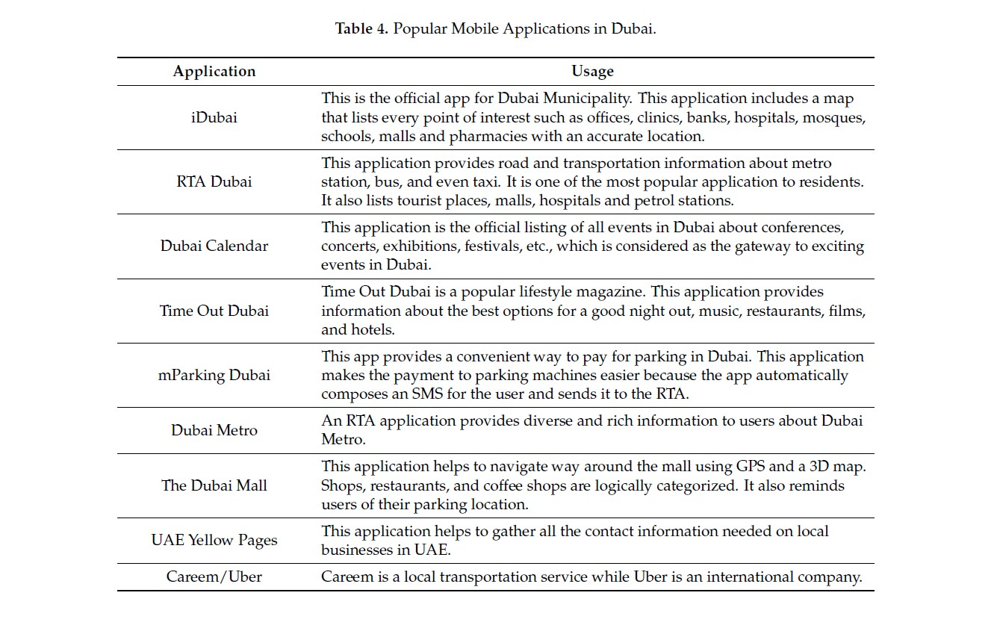 Table 4. Popular Mobile Applications in Dubai.
Application Usage
iDubai
This is the official app for Dubai Municipality. This application includes a map
that lists every point of interest such as offices, clinics, banks, hospitals, mosques,
schools, malls and pharmacies with an accurate location.
RTA Dubai
This application provides road and transportation information about metro
station, bus, and even taxi. It is one of the most popular application to residents.
It also lists tourist places, malls, hospitals and petrol stations.
Dubai Calendar
This application is the official listing of all events in Dubai about conferences,
concerts, exhibitions, festivals, etc., which is considered as the gateway to exciting
events in Dubai.
Time Out Dubai
Time Out Dubai is a popular lifestyle magazine. This application provides
information about the best options for a good night out, music, restaurants, films,
and hotels.
mParking Dubai
This app provides a convenient way to pay for parking in Dubai. This application
makes the payment to parking machines easier because the app automatically
composes an SMS for the user and sends it to the RTA.
Dubai Metro
An RTA application provides diverse and rich information to users about Dubai
Metro.
The Dubai Mall
This application helps to navigate way around the mall using GPS and a 3D map.
Shops, restaurants, and coffee shops are logically categorized. It also reminds
users of their parking location.
UAE Yellow Pages
This application helps to gather all the contact information needed on local
businesses in UAE.
Careem/Uber
Careem is a local transportation service while Uber is an international company.